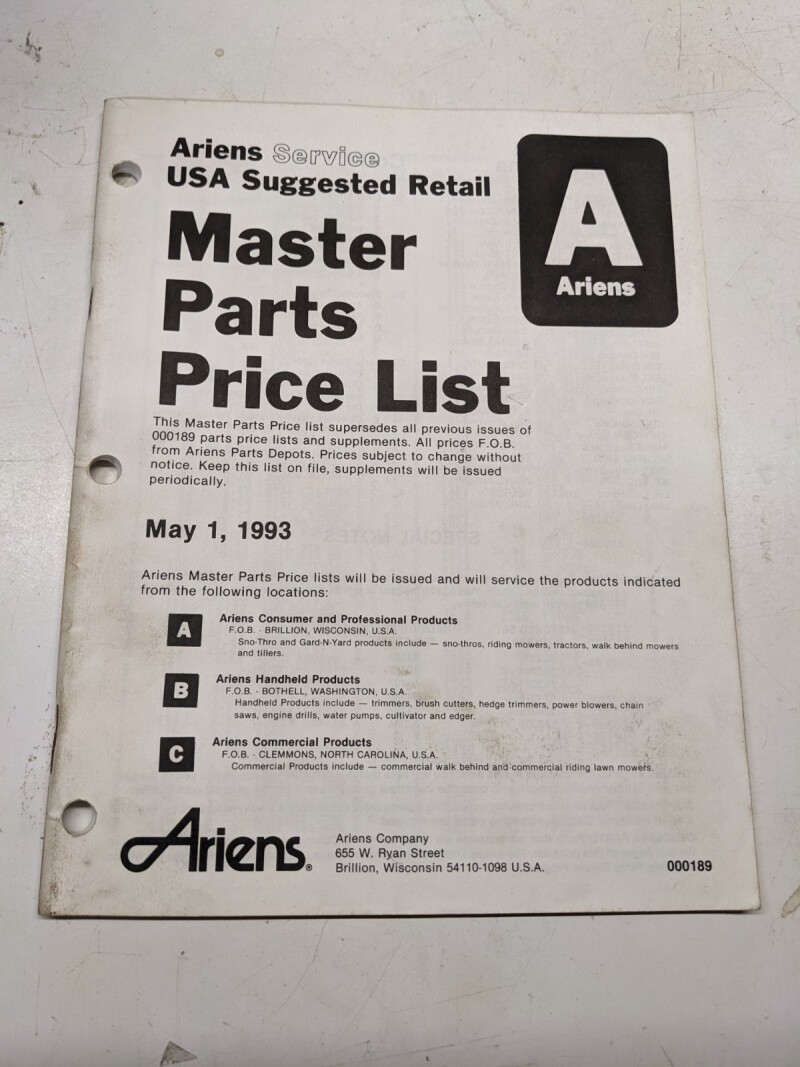 Ariens Service
USA Suggested Retail
Master
Parts
Price List
A
Ariens
This Master Parts Price list supersedes all previous issues of
000189 parts price lists and supplements. All prices F.O.B.
from Ariens Parts Depots. Prices subject to change without
notice. Keep this list on file, supplements will be issued
periodically.
SPECIAL NOTES
May 1, 1993
Ariens Master Parts Price lists will be issued and will service the products indicated
from the following locations:
A
Ariens Consumer and Professional Products
F.O.B. - BRILLION, WISCONSIN, U.S.A.
Sno-Thro and Gard-N-Yard products include — sno-thros, riding mowers, tractors, walk behind mowers
and tillers.
B
Ariens Handheld Products
F.O.B. - BOTHELL, WASHINGTON, U.S.A.
Handheld Products include — trimmers, brush cutters, hedge trimmers, power blowers, chain
saws, engine drills, water pumps, cultivator and edger.
C
Ariens Commercial Products
F.O.B. - CLEMMONS, NORTH CAROLINA, U.S.A.
Commercial Products include — commercial walk behind and commercial riding lawn mowers.
Ariens®
Ariens Company
655 W. Ryan Street
Brillion, Wisconsin 54110-1098 U.S.A.
000189